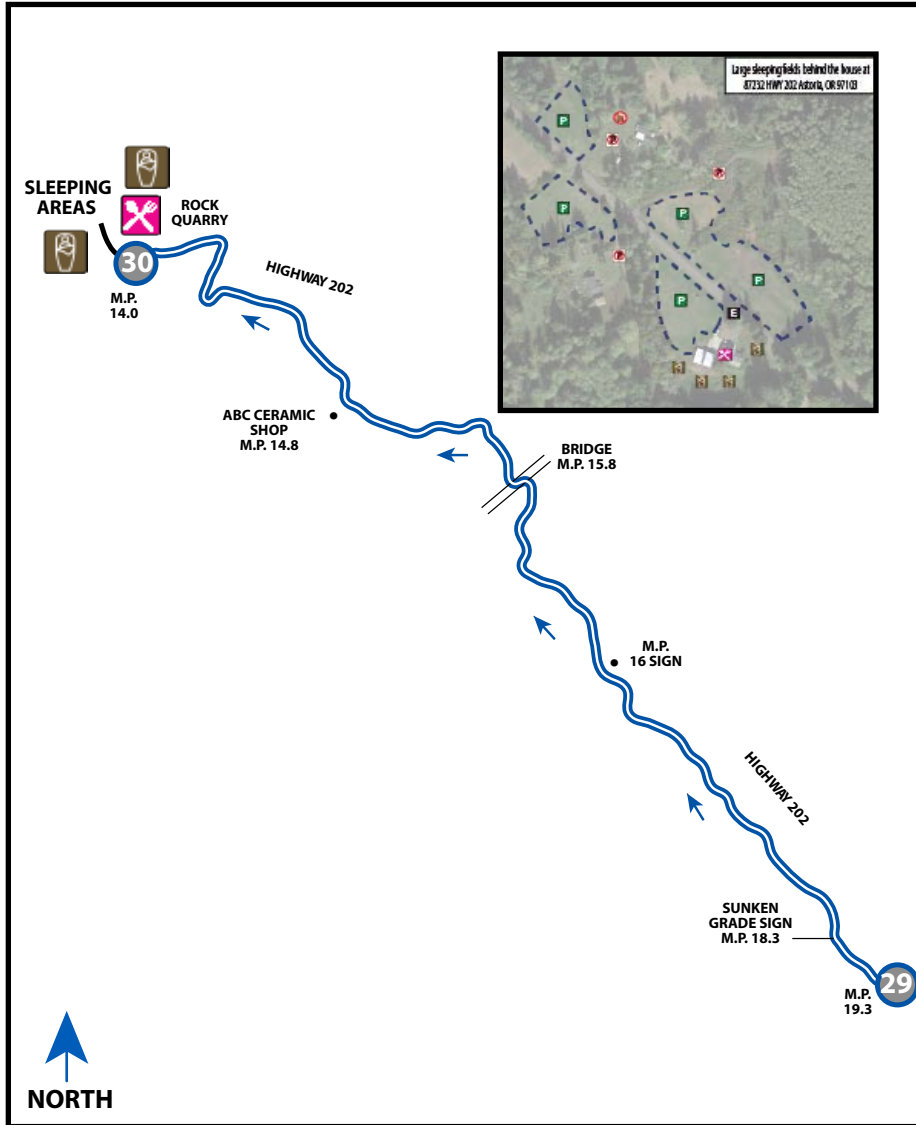 Large sleeping fields behind the house at
87232 HWY 202 Astoria, OR 97103
P
P
P
P
P
E
SLEEPING
AREAS
ROCK
QUARRY
30
M.P.
14.0
HIGHWAY 202
ABC CERAMIC
SHOP
M.P. 14.8
BRIDGE
M.P. 15.8
M.P.
16 SIGN
HIGHWAY 202
SUNKEN
GRADE SIGN
M.P. 18.3
29
M.P.
19.3
NORTH